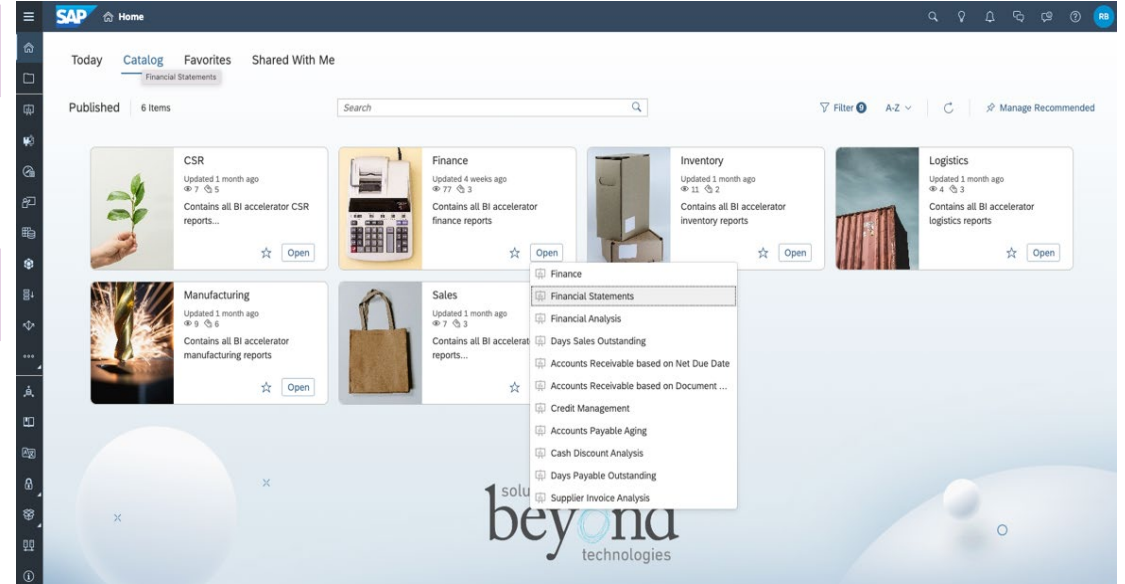 SAP Home
RB
Today Catalog Favorites Shared With Me
Financial Statements
Published 6 Items Search Filter 9 A-Z Manage Recommended
CSR
Updated 1 month ago
7 5
Contains all BI accelerator CSR
reports...
Open
Finance
Updated 4 weeks ago
77 3
Contains all BI accelerator
finance reports
Open
Inventory
Updated 1 month ago
11 2
Contains all BI accelerator
inventory reports
Open
Logistics
Updated 1 month ago
4 3
Contains all BI accelerator
logistics reports
Open
Manufacturing
Updated 1 month ago
9 6
Contains all BI accelerator
manufacturing reports
Open
Sales
Updated 1 month ago
7 3
Contains all BI accelerat
reports...
Finance
Financial Statements
Financial Analysis
Days Sales Outstanding
Accounts Receivable based on Net Due Date
Accounts Receivable based on Document ...
Credit Management
Accounts Payable Aging
Cash Discount Analysis
Days Payable Outstanding
Supplier Invoice Analysis
solu
beyond
technologies